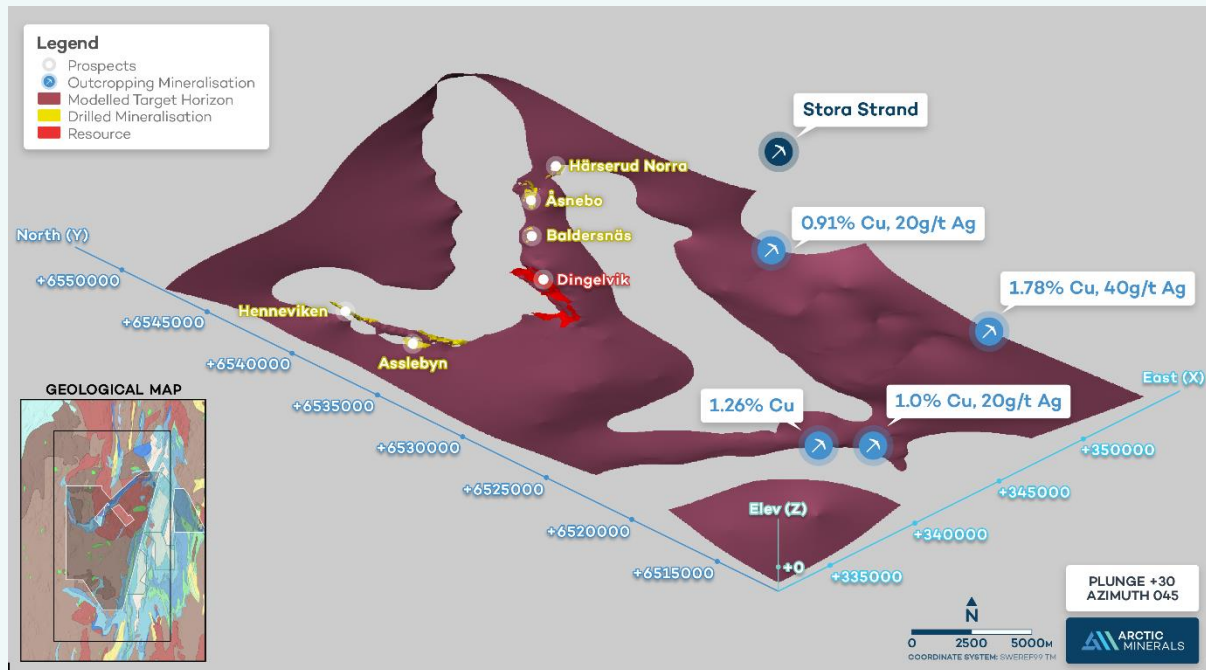 Legend
Prospects
Outcropping Mineralisation
Modelled Target Horizon
Drilled Mineralisation
Resource
Stora Strand
Härserud Norra
Åsnebo
0.91% Cu, 20g/t Ag
North (Y)
Baldersnäs
+6550000
Dingelvik
1.78% Cu, 40g/t Ag
Henneviken
+6545000
Asslebyn
+6540000
East (X)
GEOLOGICAL MAP
+6535000
1.26% Cu
1.0% Cu, 20g/t Ag
+6530000
+350000
+6525000
+345000
Elev (Z)
+6520000
+340000
+6515000
+0
+335000
PLUNGE +30
AZIMUTH 045
N
0 2500 5000M
COORDINATE SYSTEM: SWEREF99 TM
ARCTIC
MINERALS